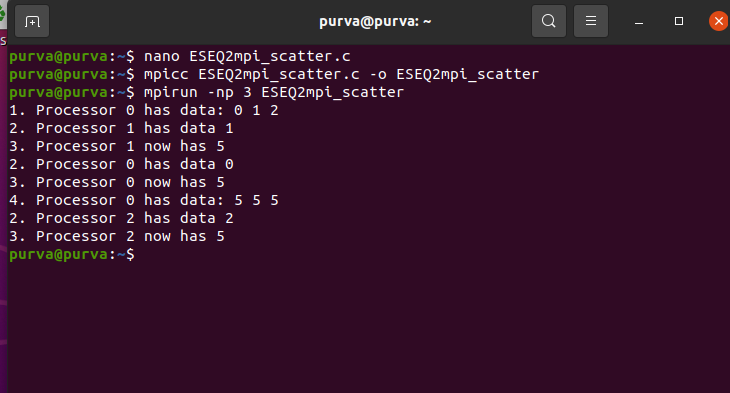 purva@purva: ~
purva@purva:~$ nano ESEQ2mpi_scatter.c
purva@purva:~$ mpicc ESEQ2mpi_scatter.c -o ESEQ2mpi_scatter
purva@purva:~$ mpirun -np 3 ESEQ2mpi_scatter
1. Processor 0 has data: 0 1 2
2. Processor 1 has data 1
3. Processor 1 now has 5
2. Processor 0 has data 0
3. Processor 0 now has 5
4. Processor 0 has data: 5 5 5
2. Processor 2 has data 2
3. Processor 2 now has 5
purva@purva:~$